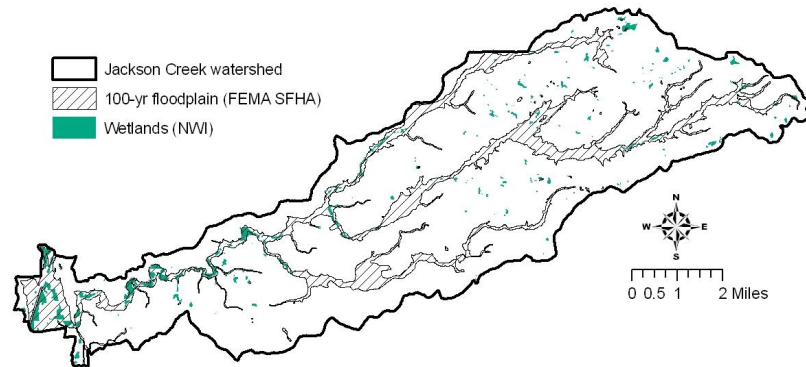 Jackson Creek watershed
100-yr floodplain (FEMA SFHA)
Wetlands (NWI)
N
W E
S
0 0.5 1 2 Miles